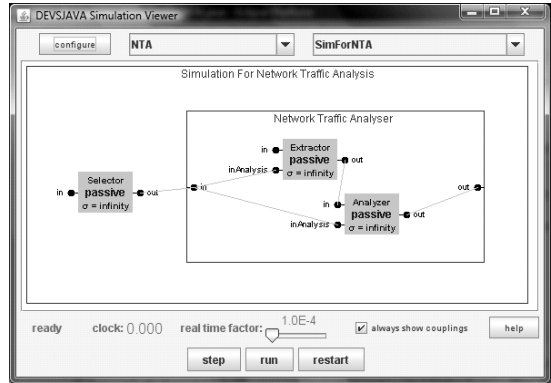 DEVSJAVA Simulation Viewer
configure NTA SimForNTA
Simulation For Network Traffic Analysis
Network Traffic Analyser
in Extractor
inAnalysis passive out
σ = infinity
Selector
in passive out
σ = infinity
in out
in Analyzer
passive out
inAnalysis σ = infinity
ready clock: 0.000 real time factor: 1.0E-4 always show couplings help
step run restart